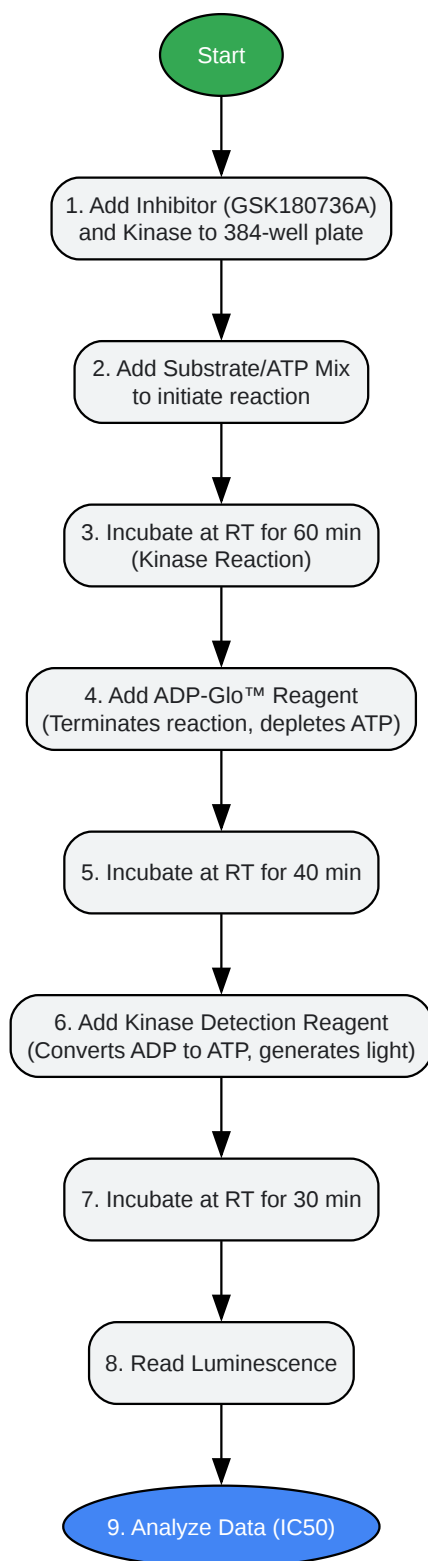 Start
1. Add Inhibitor (GSK180736A)
and Kinase to 384-well plate
2. Add Substrate/ATP Mix
to initiate reaction
3. Incubate at RT for 60 min
(Kinase Reaction)
4. Add ADP-Glo™ Reagent
(Terminates reaction, depletes ATP)
5. Incubate at RT for 40 min
6. Add Kinase Detection Reagent
(Converts ADP to ATP, generates light)
7. Incubate at RT for 30 min
8. Read Luminescence
9. Analyze Data (IC50)